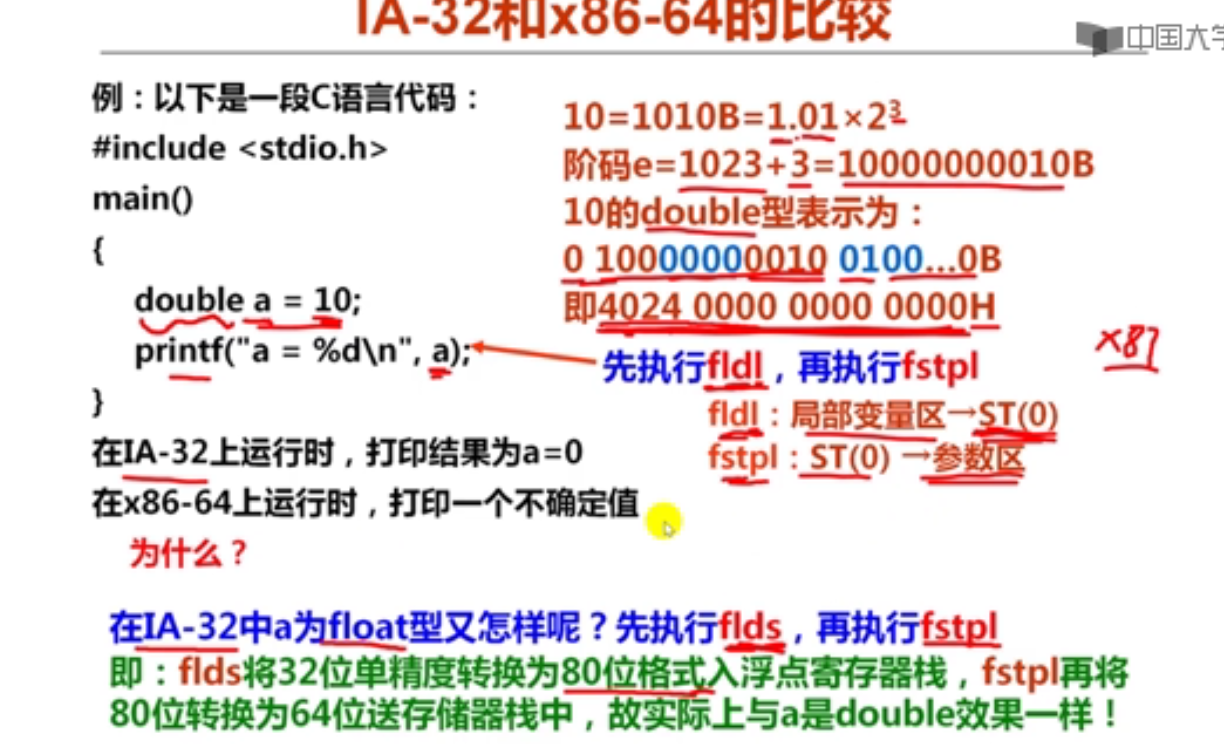 IA-32和x86-64的比较
中国大学
例：以下是一段C语言代码：
#include <stdio.h>
main()
{
double a = 10;
printf("a = %d\n", a);
}
在IA-32上运行时，打印结果为a=0
在x86-64上运行时，打印一个不确定值
为什么？
10=1010B=1.01×2³
阶码e=1023+3=10000000010B
10的double型表示为：
0 10000000010 0100...0B
即4024 0000 0000 0000H
先执行fldl，再执行fstpl
x87
fldl：局部变量区→ST(0)
fstpl：ST(0) →参数区
在IA-32中a为float型又怎样呢？先执行flds，再执行fstpl
即：flds将32位单精度转换为80位格式入浮点寄存器栈，fstpl再将
80位转换为64位送存储器栈中，故实际上与a是double效果一样！